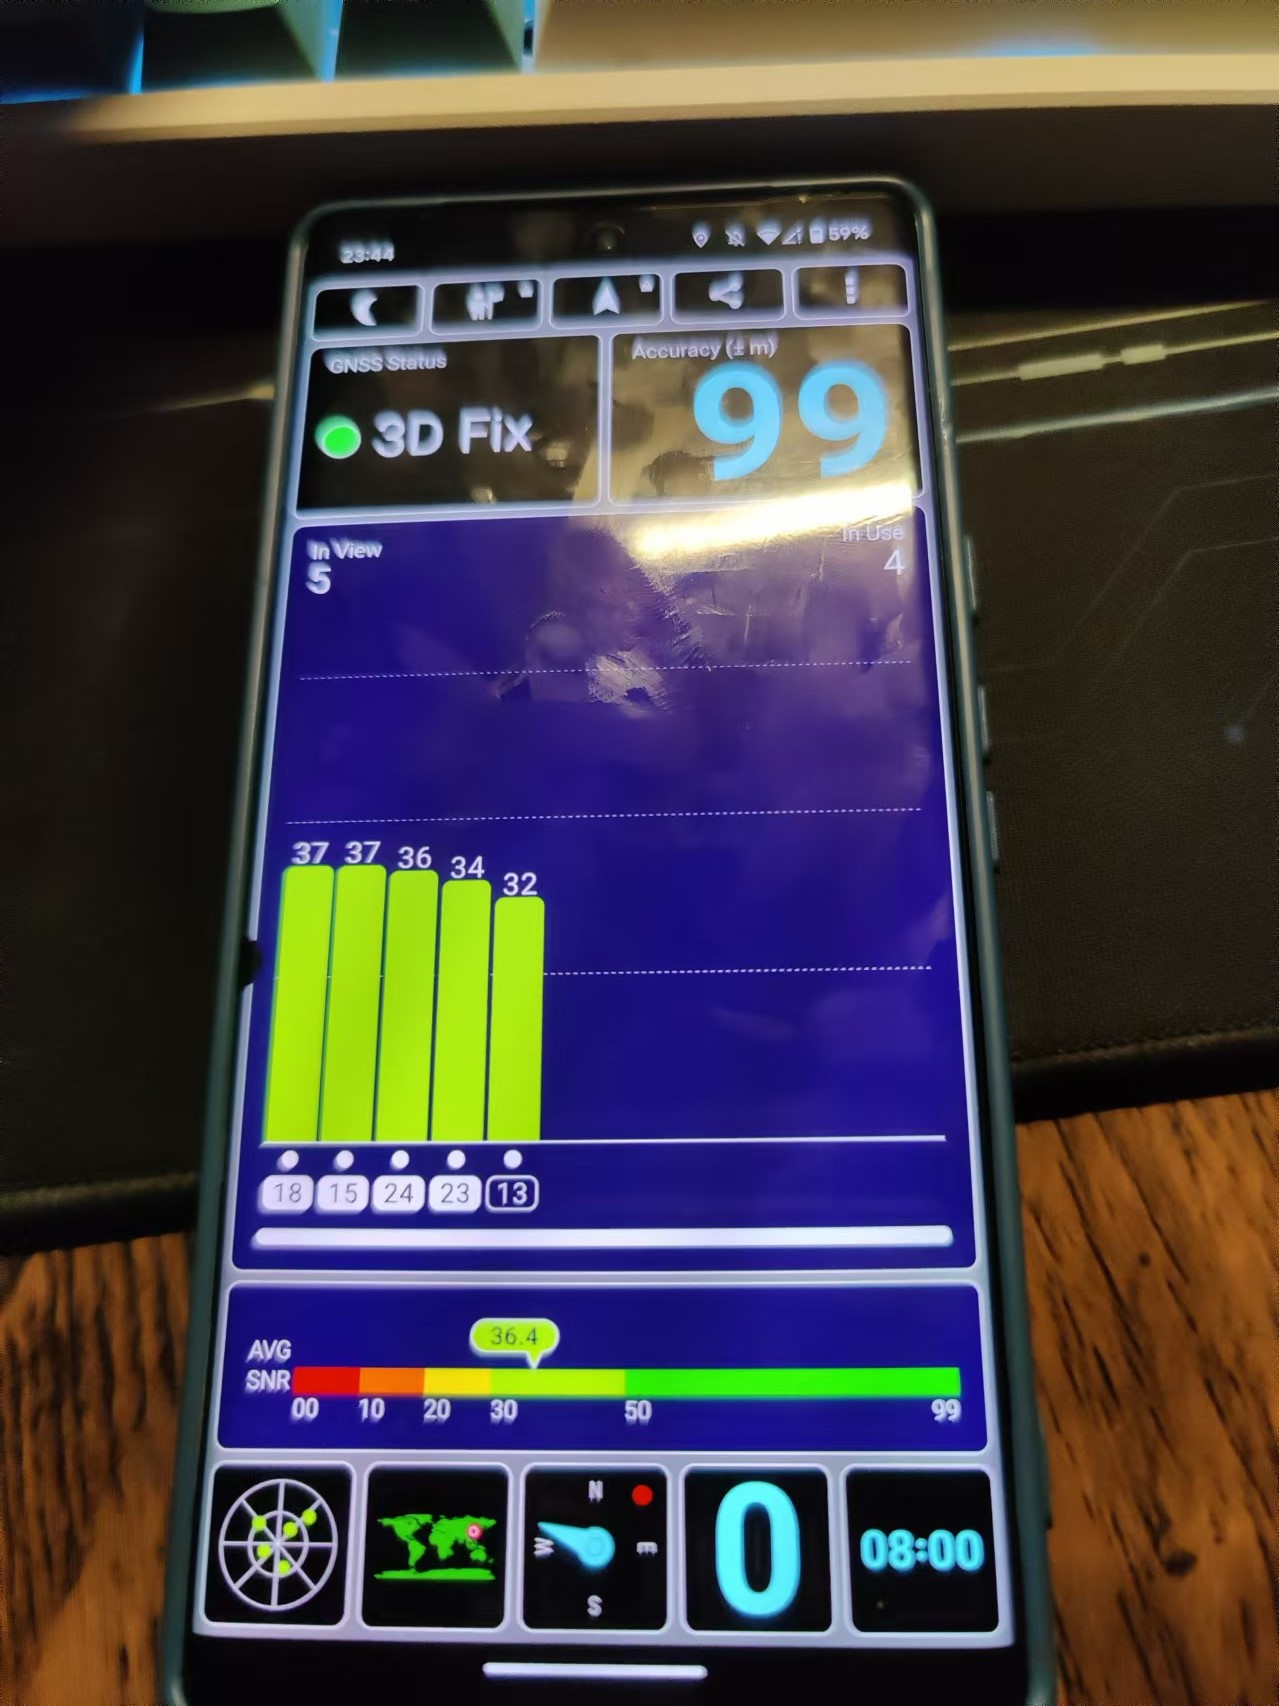 23:44 59%
GNSS Status
3D Fix
Accuracy (± m)
99
In View
5
In Use
4
37 37 36 34 32
18 15 24 23 13
36.4
AVG
SNR
00 10 20 30 50 99
N
W E
S
0
08:00